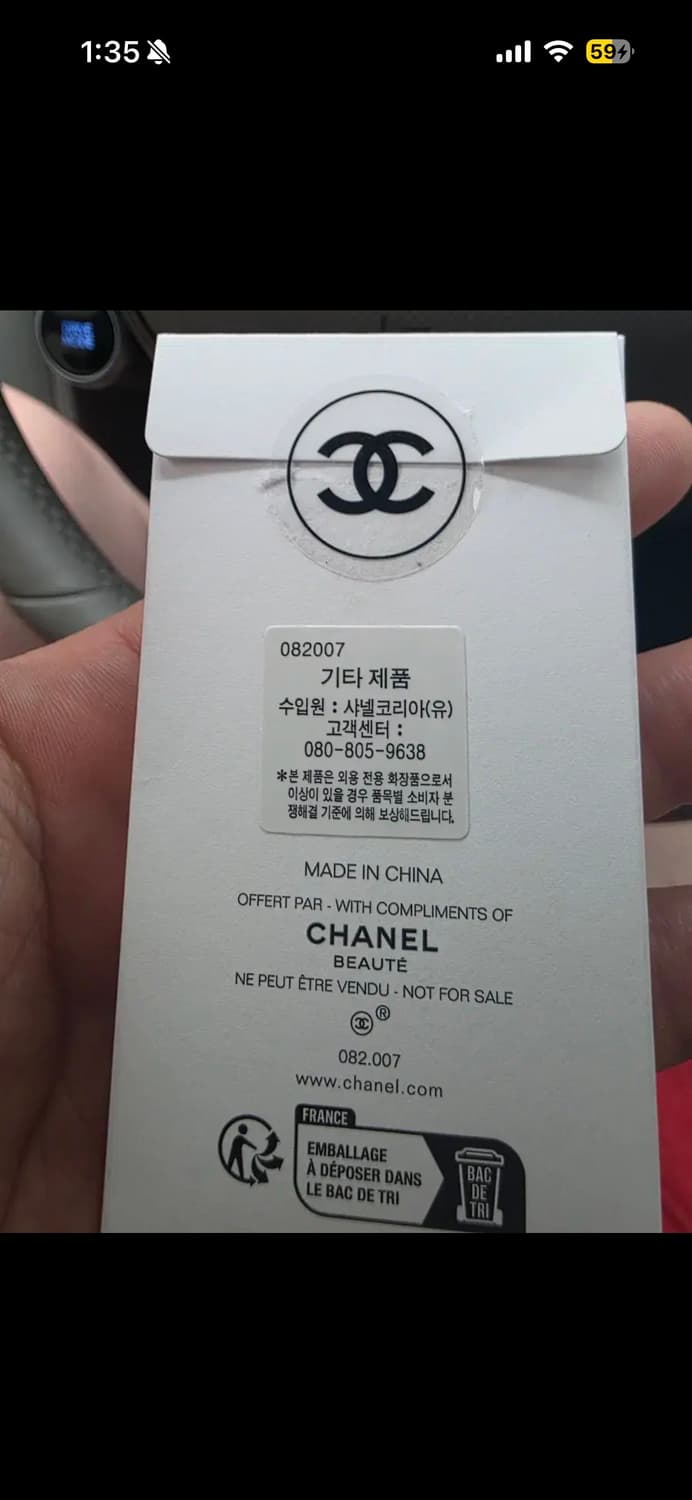 1:35
59
082007
기타 제품
수입원 : 샤넬코리아(유)
고객센터 :
080-805-9638
*본 제품은 외용 전용 화장품으로서
이상이 있을 경우 품목별 소비자 분
쟁해결 기준에 의해 보상해드립니다.
MADE IN CHINA
OFFERT PAR - WITH COMPLIMENTS OF
CHANEL
BEAUTÉ
NE PEUT ÊTRE VENDU - NOT FOR SALE
®
082.007
www.chanel.com
FRANCE
EMBALLAGE
À DÉPOSER DANS
LE BAC DE TRI
BAC
DE
TRI